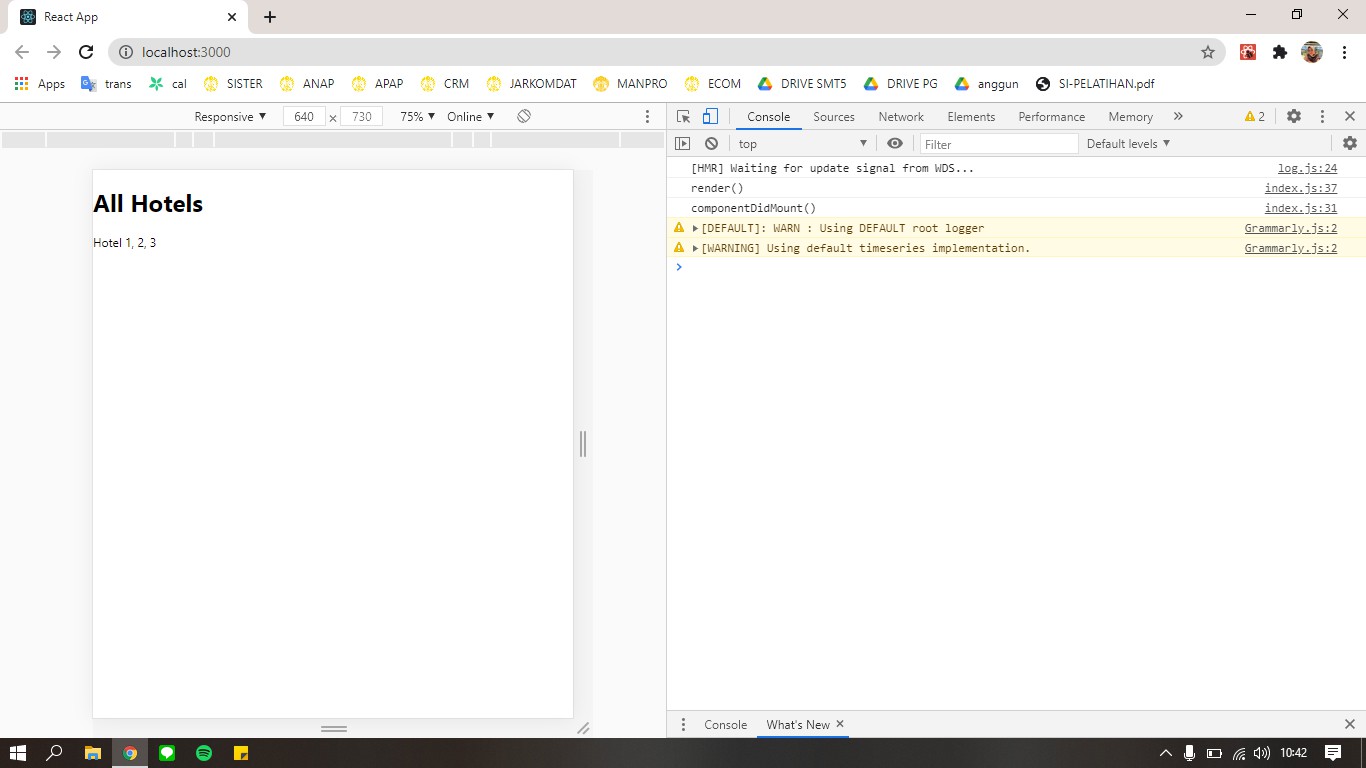 React App
localhost:3000
Apps trans cal SISTER ANAP APAP CRM JARKOMDAT MANPRO ECOM DRIVE SMT5 DRIVE PG anggun SI-PELATIHAN.pdf
Responsive ▼ 640 × 730 75% ▼ Online ▼
Console Sources Network Elements Performance Memory » 2
top ▼ Filter Default levels ▼
All Hotels
Hotel 1, 2, 3
[HMR] Waiting for update signal from WDS... log.js:24
render() index.js:37
componentDidMount() index.js:31
[DEFAULT]: WARN : Using DEFAULT root logger Grammarly.js:2
[WARNING] Using default timeseries implementation. Grammarly.js:2
Console What's New
10:42